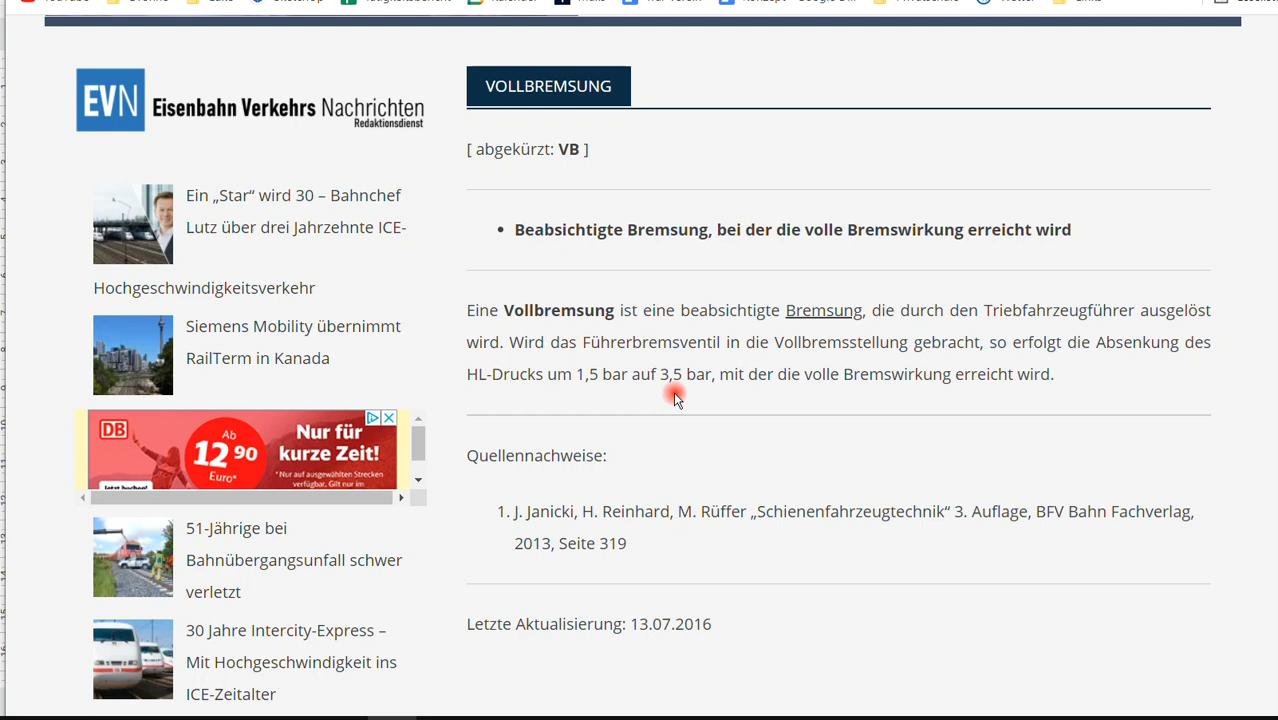 EVN Eisenbahn Verkehrs Nachrichten
Redaktionsdienst
Ein „Star“ wird 30 – Bahnchef
Lutz über drei Jahrzehnte ICE-
Hochgeschwindigkeitsverkehr
Siemens Mobility übernimmt
RailTerm in Kanada
DB
Ab
12 90
Euro*
Nur für
kurze Zeit!
*Nur auf ausgewählten Strecken
verfügbar. Gilt nur im
51-Jährige bei
Bahnübergangsunfall schwer
verletzt
30 Jahre Intercity-Express –
Mit Hochgeschwindigkeit ins
ICE-Zeitalter
VOLLBREMSUNG
[ abgekürzt: VB ]
• Beabsichtigte Bremsung, bei der die volle Bremswirkung erreicht wird
Eine Vollbremsung ist eine beabsichtigte Bremsung, die durch den Triebfahrzeugführer ausgelöst
wird. Wird das Führerbremsventil in die Vollbremsstellung gebracht, so erfolgt die Absenkung des
HL-Drucks um 1,5 bar auf 3,5 bar, mit der die volle Bremswirkung erreicht wird.
Quellennachweise:
1. J. Janicki, H. Reinhard, M. Rüffer „Schienenfahrzeugtechnik“ 3. Auflage, BFV Bahn Fachverlag,
2013, Seite 319
Letzte Aktualisierung: 13.07.2016